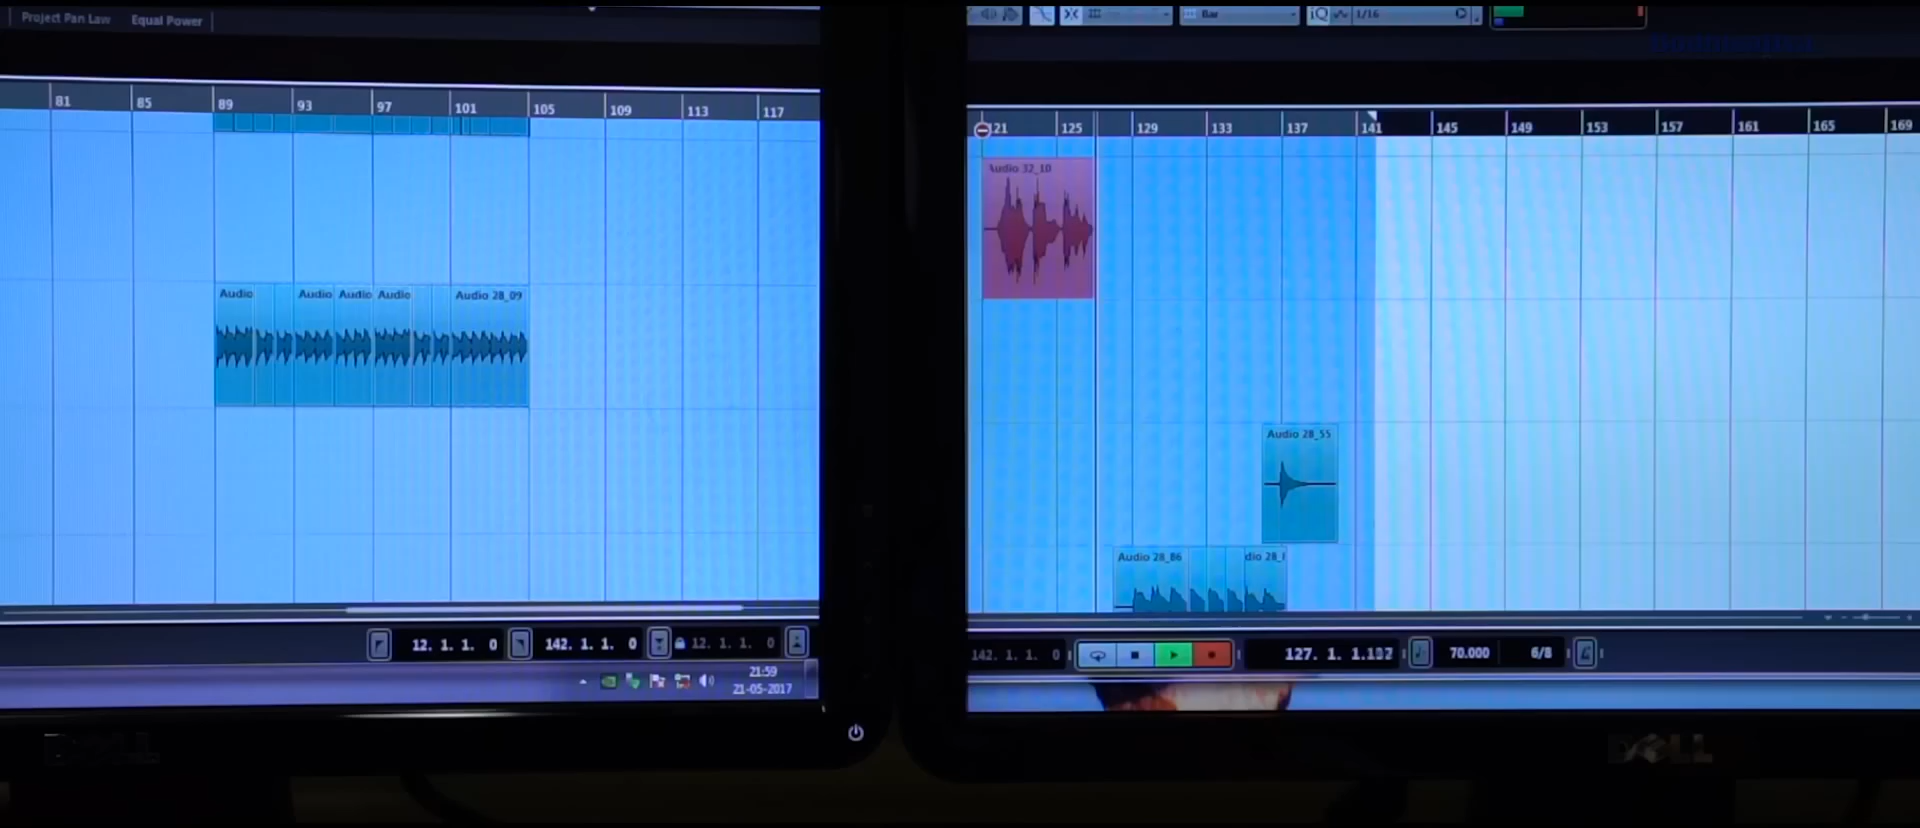 Project Pan Law Equal Power
Bar
iQ 1/16
81 85 89 93 97 101 105 109 113 117
21 125 129 133 137 141 145 149 153 157 161 165 169
Audio 32_10
Audio Audio Audio Audio Audio 28_09
Audio 28_55
Audio 28_86 dio 28_
12. 1. 1. 0 142. 1. 1. 0 12. 1. 1. 0
142. 1. 1. 0 127. 1. 1.132 70.000 6/8
21:59
21-05-2017
DELL
DELL